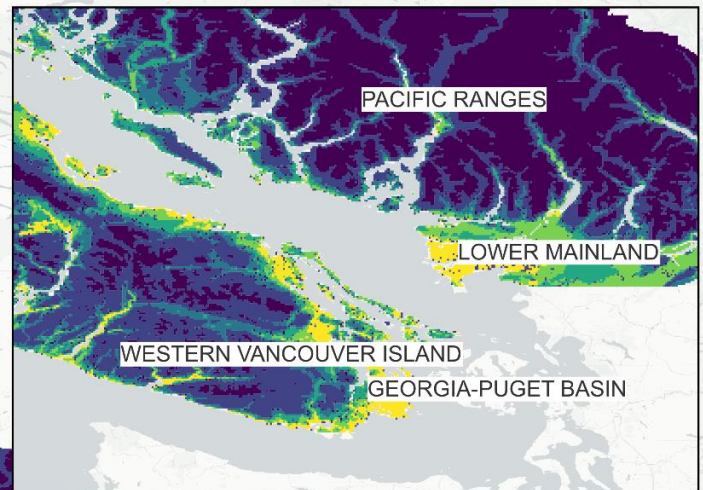 PACIFIC RANGES
LOWER MAINLAND
WESTERN VANCOUVER ISLAND
GEORGIA-PUGET BASIN